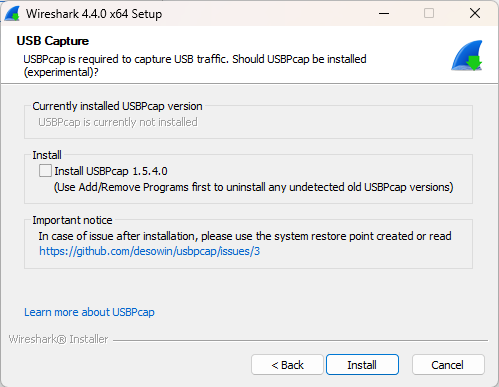 Wireshark 4.4.0 x64 Setup
USB Capture
USBPcap is required to capture USB traffic. Should USBPcap be installed
(experimental)?
Currently installed USBPcap version
USBPcap is currently not installed
Install
Install USBPcap 1.5.4.0
(Use Add/Remove Programs first to uninstall any undetected old USBPcap versions)
Important notice
In case of issue after installation, please use the system restore point created or read
https://github.com/desowin/usbpcap/issues/3
Learn more about USBPcap
Wireshark® Installer
< Back
Install
Cancel